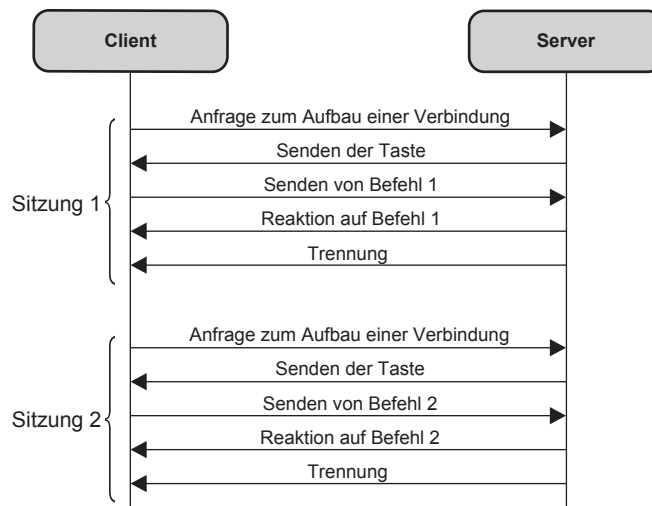 Client
Server
Anfrage zum Aufbau einer Verbindung
Senden der Taste
Sitzung 1
Senden von Befehl 1
Reaktion auf Befehl 1
Trennung
Anfrage zum Aufbau einer Verbindung
Senden der Taste
Sitzung 2
Senden von Befehl 2
Reaktion auf Befehl 2
Trennung